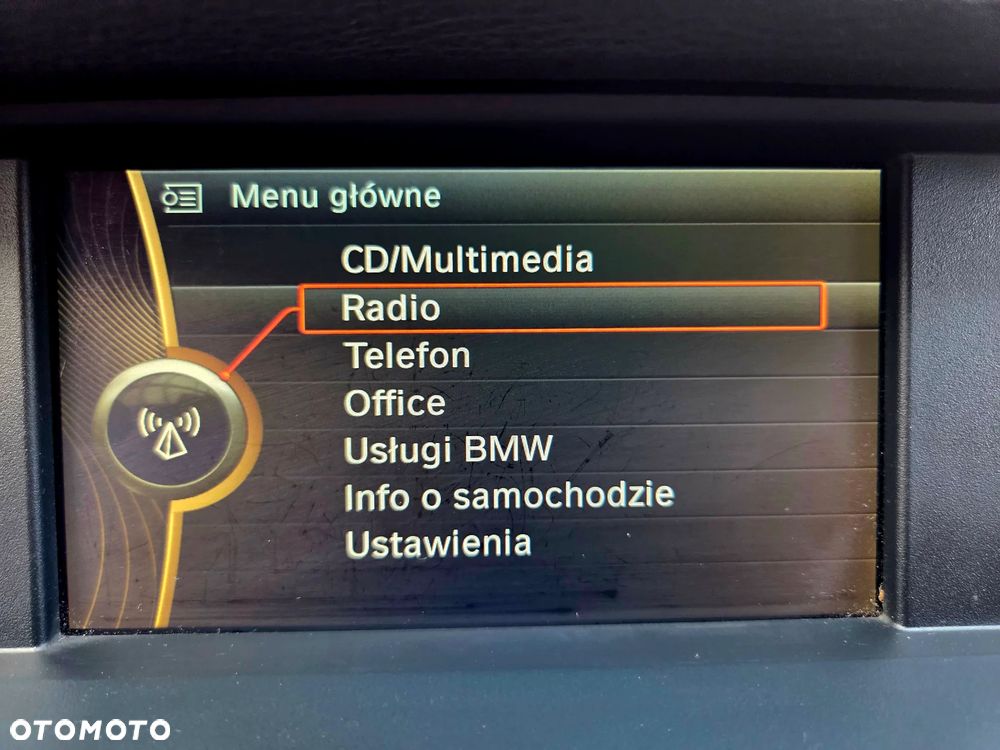 Menu główne
CD/Multimedia
Radio
Telefon
Office
Usługi BMW
Info o samochodzie
Ustawienia
OTOMOTO